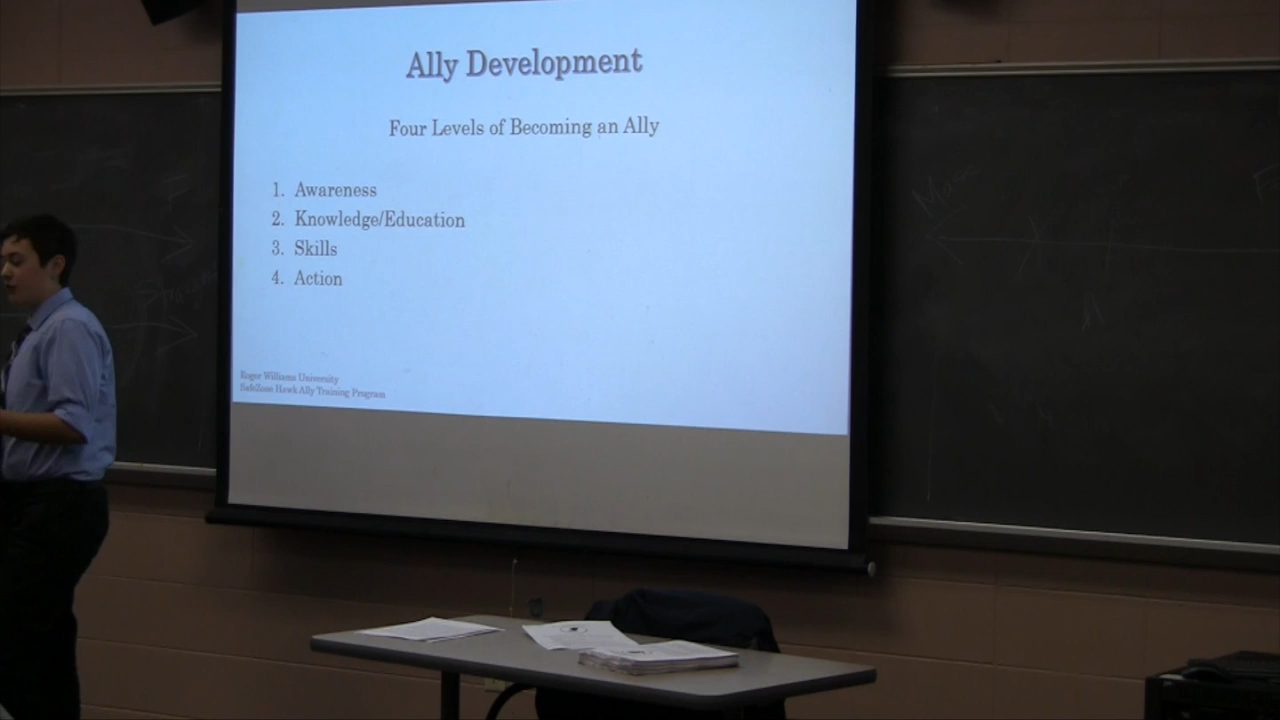 Ally Development
Four Levels of Becoming an Ally
1. Awareness
2. Knowledge/Education
3. Skills
4. Action
Roger Williams University
SafeZone Hawk Ally Training Program